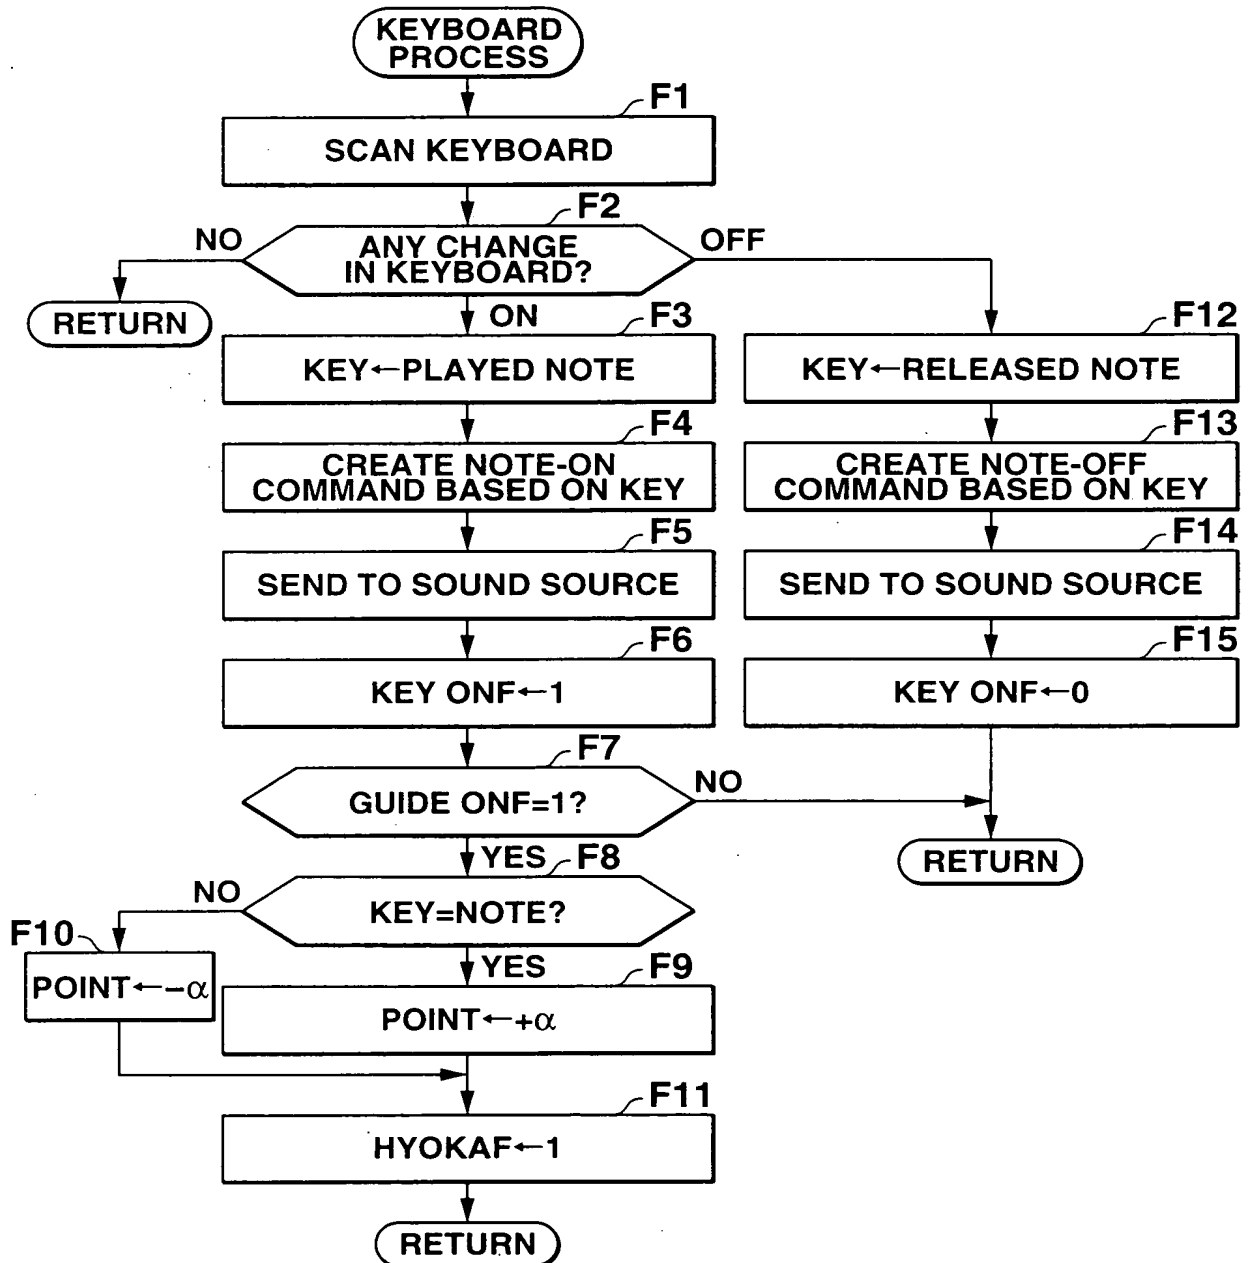 KEYBOARD
PROCESS
F1
SCAN KEYBOARD
F2
NO
ANY CHANGE
IN KEYBOARD?
OFF
RETURN
ON
F3
KEY←PLAYED NOTE
F12
KEY←RELEASED NOTE
F4
CREATE NOTE-ON
COMMAND BASED ON KEY
F13
CREATE NOTE-OFF
COMMAND BASED ON KEY
F5
SEND TO SOUND SOURCE
F14
SEND TO SOUND SOURCE
F6
KEY ONF←1
F15
KEY ONF←0
F7
GUIDE ONF=1?
NO
RETURN
YES
F8
NO
KEY=NOTE?
F10
POINT←−α
YES
F9
POINT←+α
F11
HYOKAF←1
RETURN